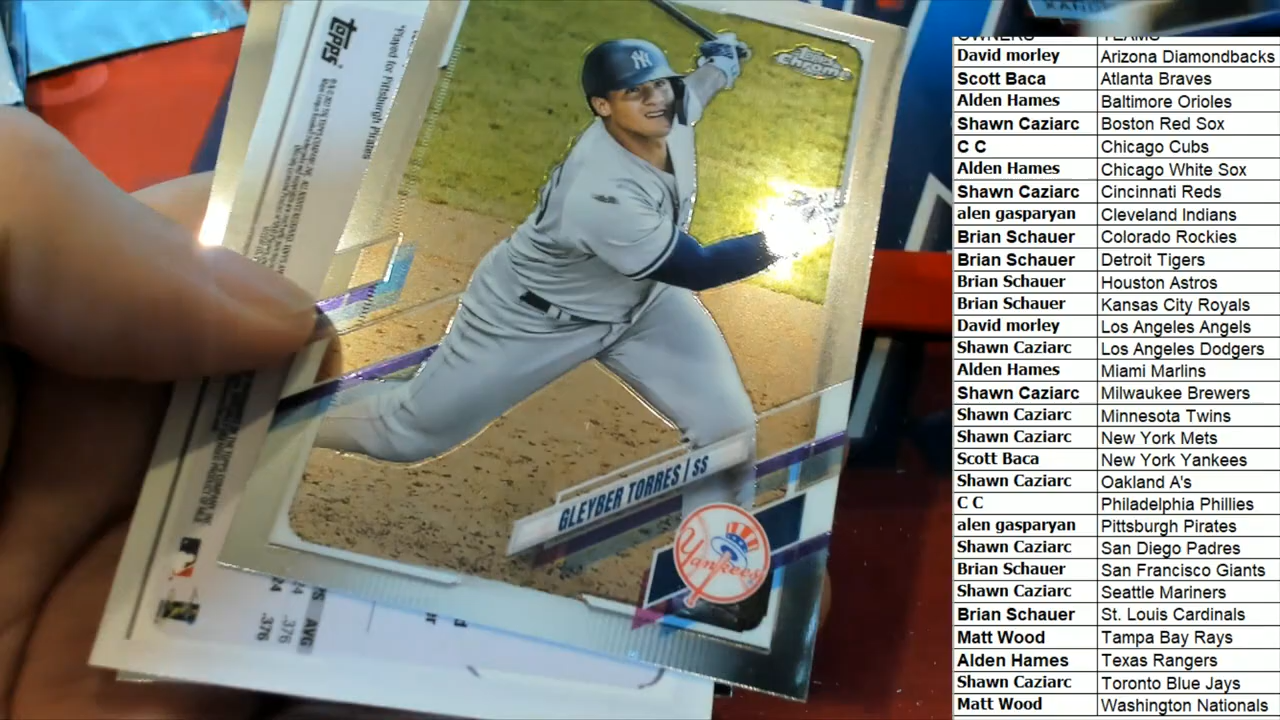 XAND
OWNERS TEAMS
David morley Arizona Diamondbacks
Scott Baca Atlanta Braves
Alden Hames Baltimore Orioles
Shawn Caziarc Boston Red Sox
C C Chicago Cubs
Alden Hames Chicago White Sox
Shawn Caziarc Cincinnati Reds
alen gasparyan Cleveland Indians
Brian Schauer Colorado Rockies
Brian Schauer Detroit Tigers
Brian Schauer Houston Astros
Brian Schauer Kansas City Royals
David morley Los Angeles Angels
Shawn Caziarc Los Angeles Dodgers
Alden Hames Miami Marlins
Shawn Caziarc Milwaukee Brewers
Shawn Caziarc Minnesota Twins
Shawn Caziarc New York Mets
Scott Baca New York Yankees
Shawn Caziarc Oakland A's
C C Philadelphia Phillies
alen gasparyan Pittsburgh Pirates
Shawn Caziarc San Diego Padres
Brian Schauer San Francisco Giants
Shawn Caziarc Seattle Mariners
Brian Schauer St. Louis Cardinals
Matt Wood Tampa Bay Rays
Alden Hames Texas Rangers
Shawn Caziarc Toronto Blue Jays
Matt Wood Washington Nationals
Topps
Played for Pittsburgh Pirates
Topps Chrome
NY
GLEYBER TORRES / SS
Yankees
AVG
.376
.376